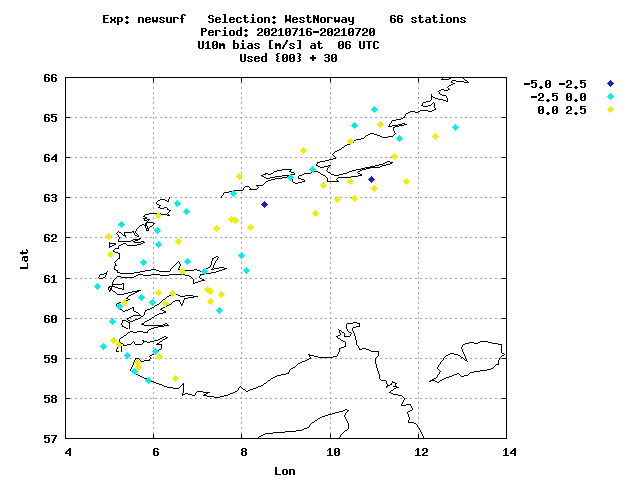 Exp: newsurf   Selection: WestNorway     66 stations
Period: 20210716-20210720
U10m bias [m/s] at  06 UTC
Used {00} + 30
-5.0 -2.5
-2.5 0.0
0.0 2.5
66
65
64
63
62
61
60
59
58
57
Lat
4 6 8 10 12 14
Lon